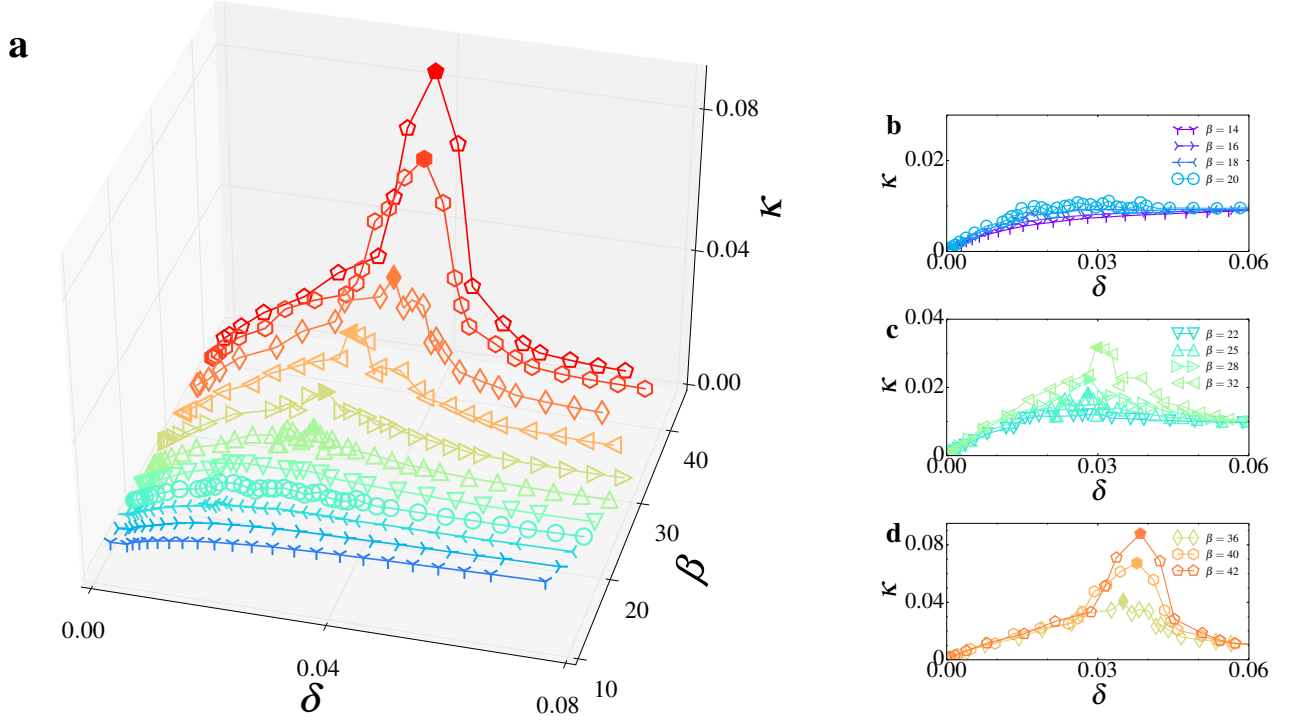 a
κ
0.08
0.04
0.00
40
30
20
10
β
0.00
0.04
0.08
δ
b
κ
0.02
0
0.00
0.03
0.06
δ
β = 14
β = 16
β = 18
β = 20
c
κ
0.04
0.02
0
0.00
0.03
0.06
δ
β = 22
β = 25
β = 28
β = 32
d
κ
0.08
0.04
0
0.00
0.03
0.06
δ
β = 36
β = 40
β = 42